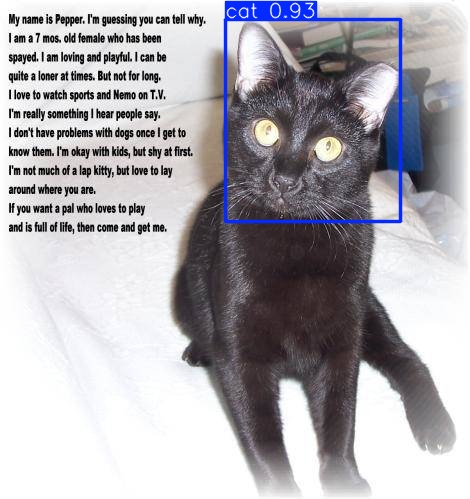 cat 0.93
My name is Pepper. I'm guessing you can tell why.
I am a 7 mos. old female who has been
spayed. I am loving and playful. I can be
quite a loner at times. But not for long.
I love to watch sports and Nemo on T.V.
I'm really something I hear people say.
I don't have problems with dogs once I get to
know them. I'm okay with kids, but shy at first.
I'm not much of a lap kitty, but love to lay
around where you are.
If you want a pal who loves to play
and is full of life, then come and get me.